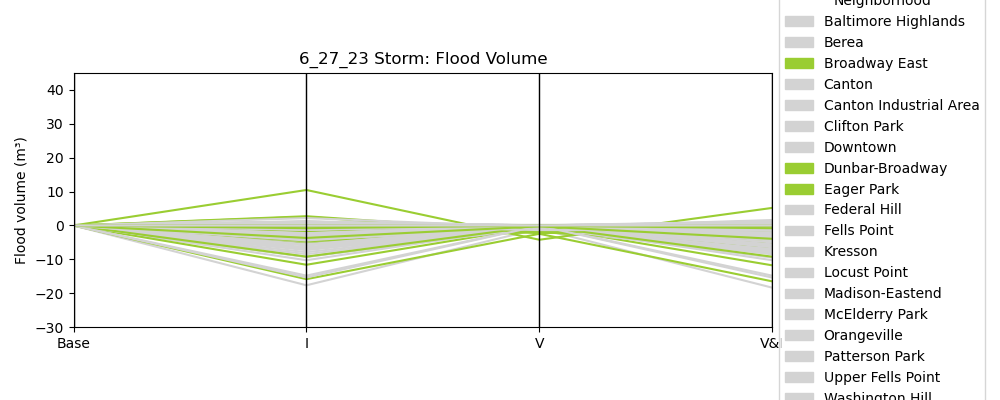 Neighborhood
6_27_23 Storm: Flood Volume
Flood volume (m³)
40
30
20
10
0
−10
−20
−30
Base
I
V
V&
Baltimore Highlands
Berea
Broadway East
Canton
Canton Industrial Area
Clifton Park
Downtown
Dunbar-Broadway
Eager Park
Federal Hill
Fells Point
Kresson
Locust Point
Madison-Eastend
McElderry Park
Orangeville
Patterson Park
Upper Fells Point
Washington Hill